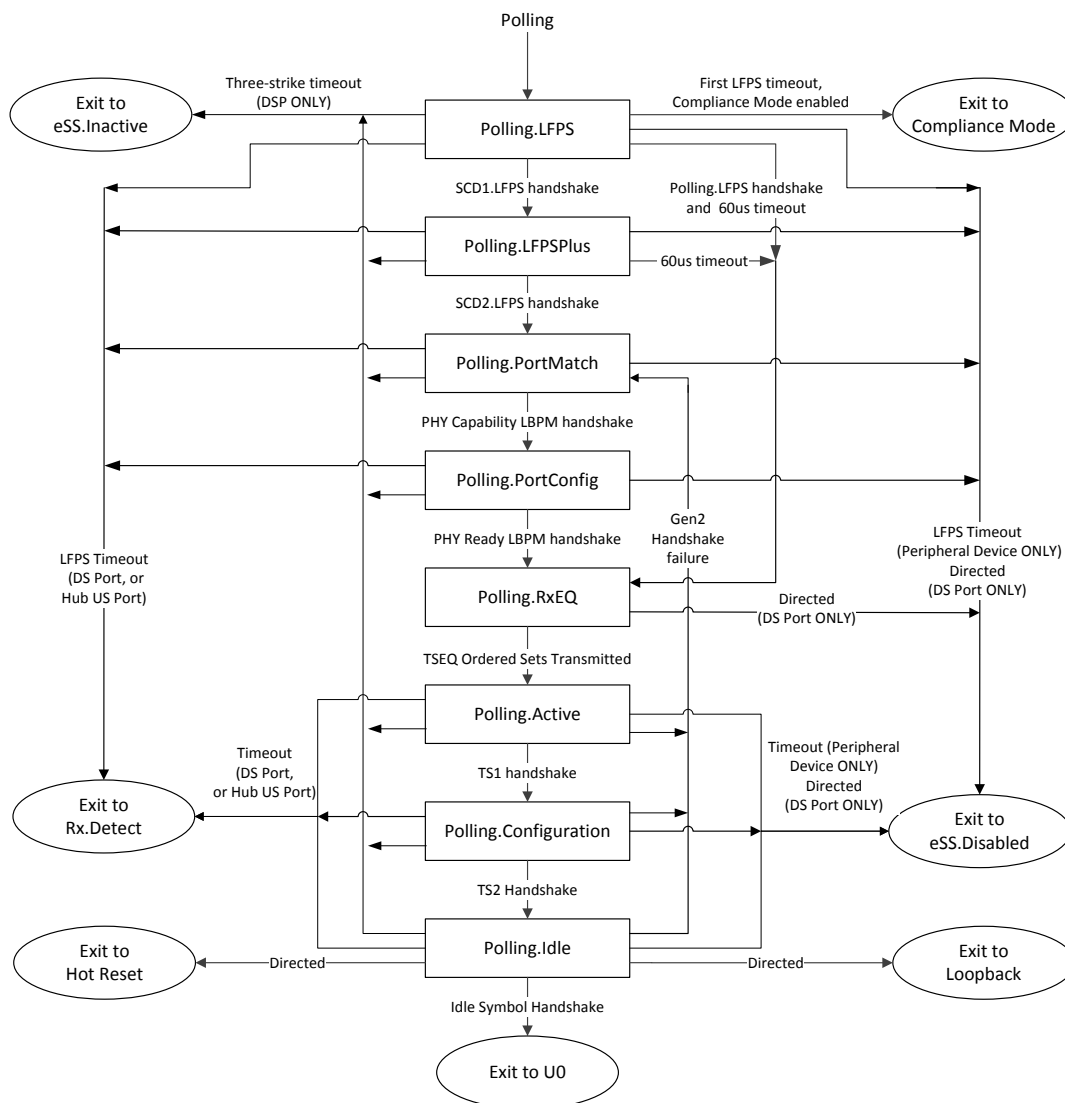 Polling
Three-strike timeout
(DSP ONLY)
First LFPS timeout,
Compliance Mode enabled
Exit to
eSS.Inactive
Polling.LFPS
Exit to
Compliance Mode
SCD1.LFPS handshake
Polling.LFPS handshake
and 60us timeout
Polling.LFPSPlus
60us timeout
SCD2.LFPS handshake
Polling.PortMatch
PHY Capability LBPM handshake
Polling.PortConfig
Gen2
Handshake
failure
PHY Ready LBPM handshake
LFPS Timeout
(DS Port, or
Hub US Port)
LFPS Timeout
(Peripheral Device ONLY)
Directed
(DS Port ONLY)
Polling.RxEQ
Directed
(DS Port ONLY)
TSEQ Ordered Sets Transmitted
Polling.Active
Timeout
(DS Port,
or Hub US Port)
TS1 handshake
Timeout (Peripheral
Device ONLY)
Directed
(DS Port ONLY)
Exit to
Rx.Detect
Polling.Configuration
Exit to
eSS.Disabled
TS2 Handshake
Exit to
Hot Reset
Directed
Polling.Idle
Directed
Exit to
Loopback
Idle Symbol Handshake
Exit to U0